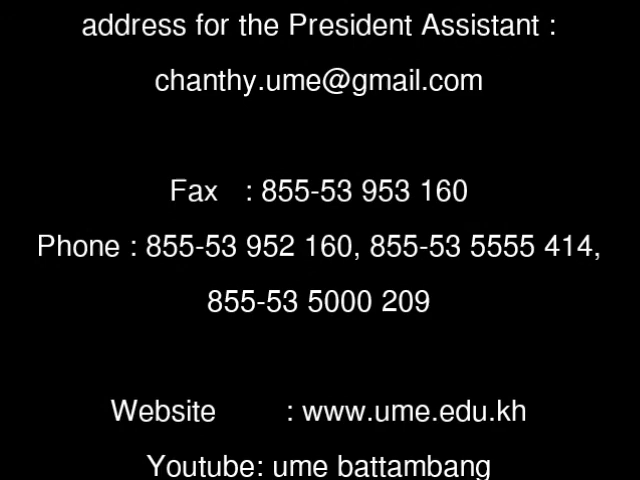 address for the President Assistant :
chanthy.ume@gmail.com
Fax : 855-53 953 160
Phone : 855-53 952 160, 855-53 5555 414,
855-53 5000 209
Website : www.ume.edu.kh
Youtube: ume battambang